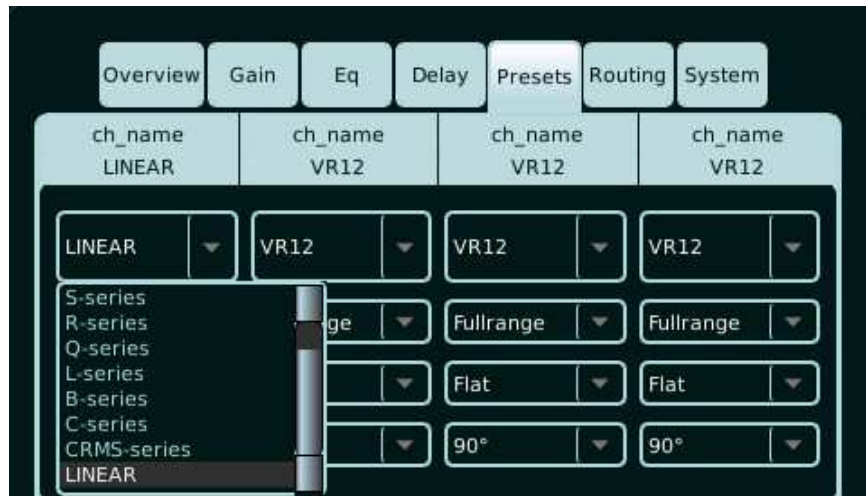 Overview Gain Eq Delay Presets Routing System
ch_name ch_name ch_name ch_name
LINEAR VR12 VR12 VR12
LINEAR VR12 VR12 VR12
S-series
R-series
Q-series
L-series
B-series
C-series
CRMS-series
LINEAR
ge Fullrange Fullrange
Flat Flat
90° 90°